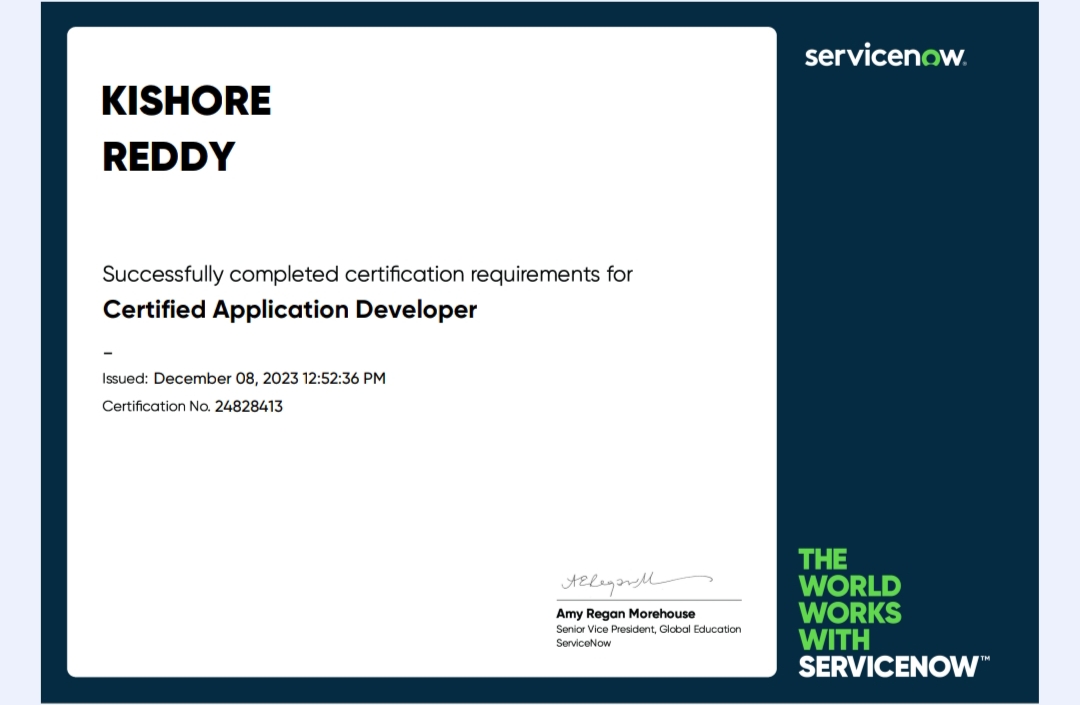 servicenow.
KISHORE
REDDY
Successfully completed certification requirements for
Certified Application Developer
–
Issued: December 08, 2023 12:52:36 PM
Certification No. 24828413
Amy Regan Morehouse
Senior Vice President, Global Education
ServiceNow
THE
WORLD
WORKS
WITH
SERVICENOW™